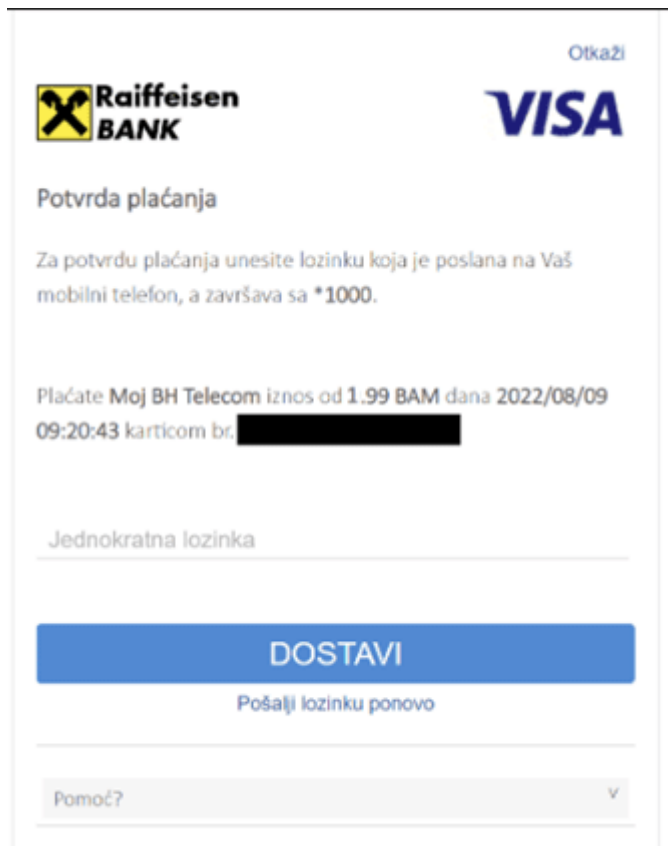 Otkaži
Raiffeisen
BANK
VISA
Potvrda plaćanja
Za potvrdu plaćanja unesite lozinku koja je poslana na Vaš
mobilni telefon, a završava sa *1000.
Plaćate Moj BH Telecom iznos od 1.99 BAM dana 2022/08/09
09:20:43 karticom br.
Jednokratna lozinka
DOSTAVI
Pošalji lozinku ponovo
Pomoć?